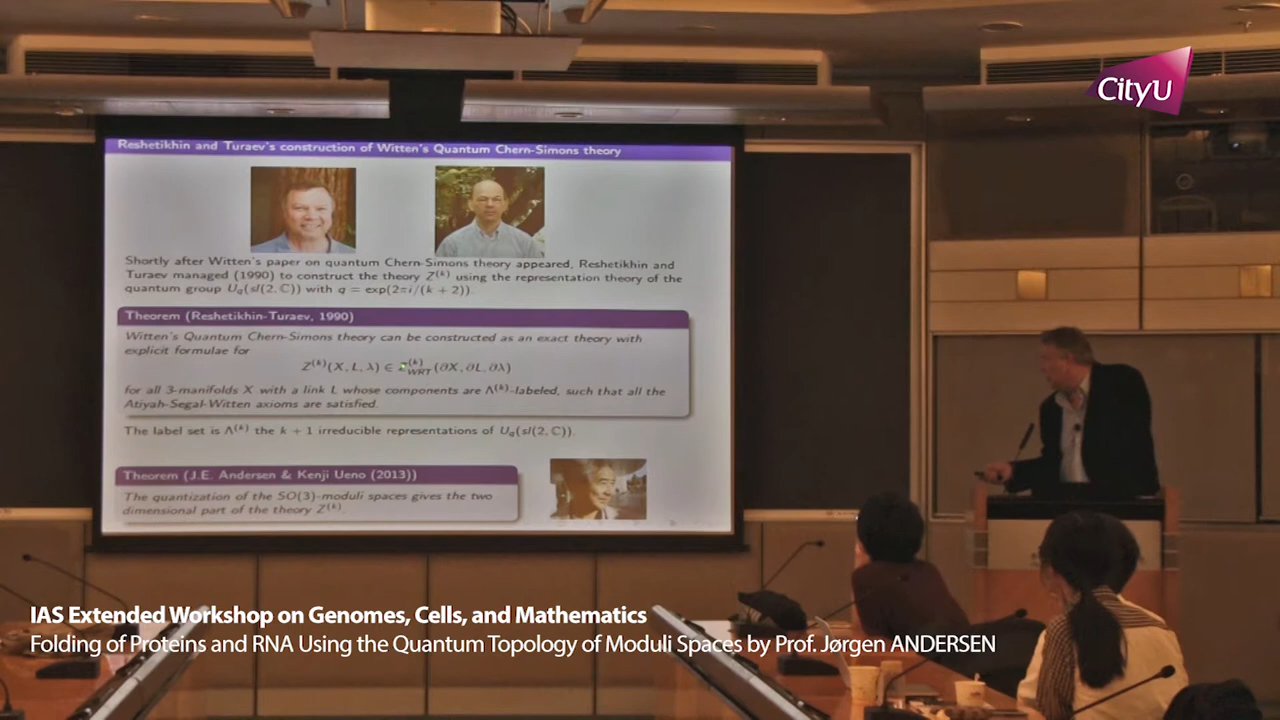 CityU
Reshetikhin and Turaev's construction of Witten's Quantum Chern-Simons theory
Shortly after Witten's paper on quantum Chern-Simons theory appeared, Reshetikhin and
Turaev managed (1990) to construct the theory Z^(k) using the representation theory of the
quantum group U_q(sl(2, C)) with q = exp(2πi/(k + 2)).
Theorem (Reshetikhin-Turaev, 1990)
Witten's Quantum Chern-Simons theory can be constructed as an exact theory with
explicit formulae for
Z^(k)(X, L, λ) ∈ Z^(k)_WRT(∂X, ∂L, ∂λ)
for all 3-manifolds X with a link L whose components are Λ^(k)-labeled, such that all the
Atiyah-Segal-Witten axioms are satisfied.
The label set is Λ^(k) the k + 1 irreducible representations of U_q(sl(2, C)).
Theorem (J.E. Andersen & Kenji Ueno (2013))
The quantization of the SO(3)-moduli spaces gives the two
dimensional part of the theory Z^(k).
IAS Extended Workshop on Genomes, Cells, and Mathematics
Folding of Proteins and RNA Using the Quantum Topology of Moduli Spaces by Prof. Jørgen ANDERSEN